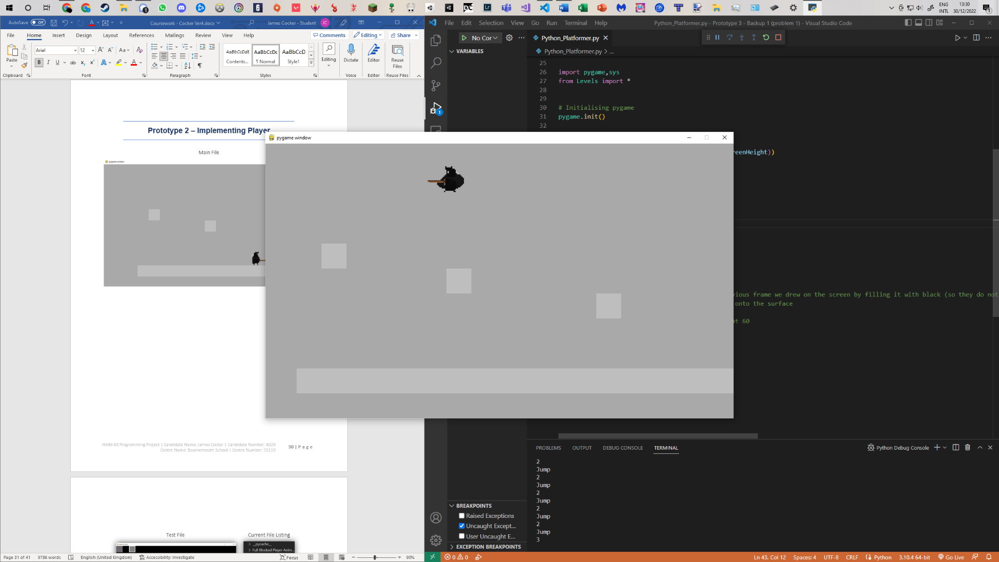 ENG
INTL
13:30
30/12/2022
AutoSave Off
Coursework - Cocker Ver4.docx
James Cocker - Student
JC
File Home Insert Design Layout References Mailings Review View Help
Comments Editing Share
Paste
Arial 12
Aa
B I U ab x₂ x² A A
AaBbCcDdE AaBbCcDc AaBbCcD
Contents... ¶ Normal Style1
Editing Dictate Editor Reuse Files
Clipboard Font Paragraph Styles Voice Editor Reuse Files
Prototype 2 – Implementing Player
Main File
pygame window
H446-03 Programming Project | Candidate Name: James Cocker | Candidate Number: 6029
Centre Name: Bournemouth School | Centre Number: 55119
30 | P a g e
Test File
Current File Listing
__pycache__
Full Blocked Player Anim...
Page 31 of 41 9786 words English (United Kingdom) Accessibility: Investigate Focus 90%
pygame window
File Edit Selection View Go Run Terminal Help
Python_Platformer.py - Prototype 3 - Backup 1 (problem 1) - Visual Studio Code
No Cor
VARIABLES
Python_Platformer.py
Python_Platformer.py > ...
25
26 import pygame,sys
27 from Levels import *
28
29
30 # Initialising pygame
31 pygame.init()
32
reenHeight))
vious frame we drew on the screen by filling it with black (so they do not
onto the surface
at 60
1
BREAKPOINTS
Raised Exceptions
Uncaught Except...
User Uncaught E...
EXCEPTION BREAKPOINTS
PROBLEMS OUTPUT DEBUG CONSOLE TERMINAL
Python Debug Console
2
Jump
2
Jump
2
Jump
2
Jump
2
Jump
3
0 0
Ln 43, Col 12 Spaces: 4 UTF-8 CRLF Python 3.10.4 64-bit Go Live